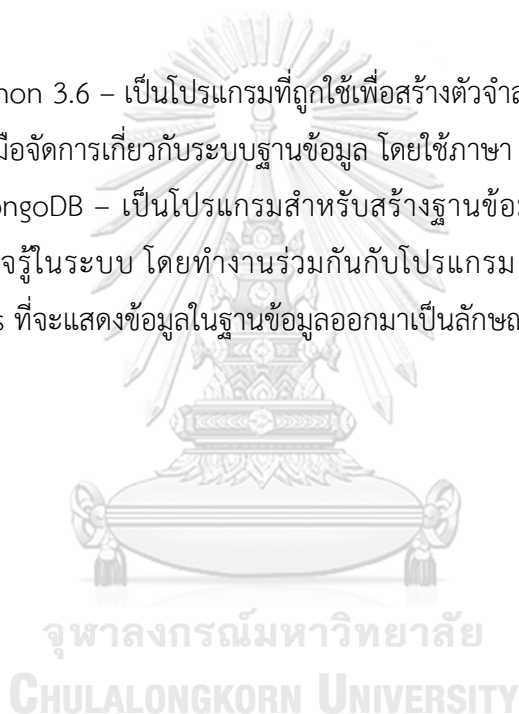 hon 3.6 – เป็นโปรแกรมที่ถูกใช้เพื่อสร้างตัวจำล
มือจัดการเกี่ยวกับระบบฐานข้อมูล โดยใช้ภาษา
ongoDB – เป็นโปรแกรมสำหรับสร้างฐานข้อม
จรู้ในระบบ โดยทำงานร่วมกันกับโปรแกรม
s ที่จะแสดงข้อมูลในฐานข้อมูลออกมาเป็นลักษณ
จุฬาลงกรณ์มหาวิทยาลัย
CHULALONGKORN UNIVERSITY